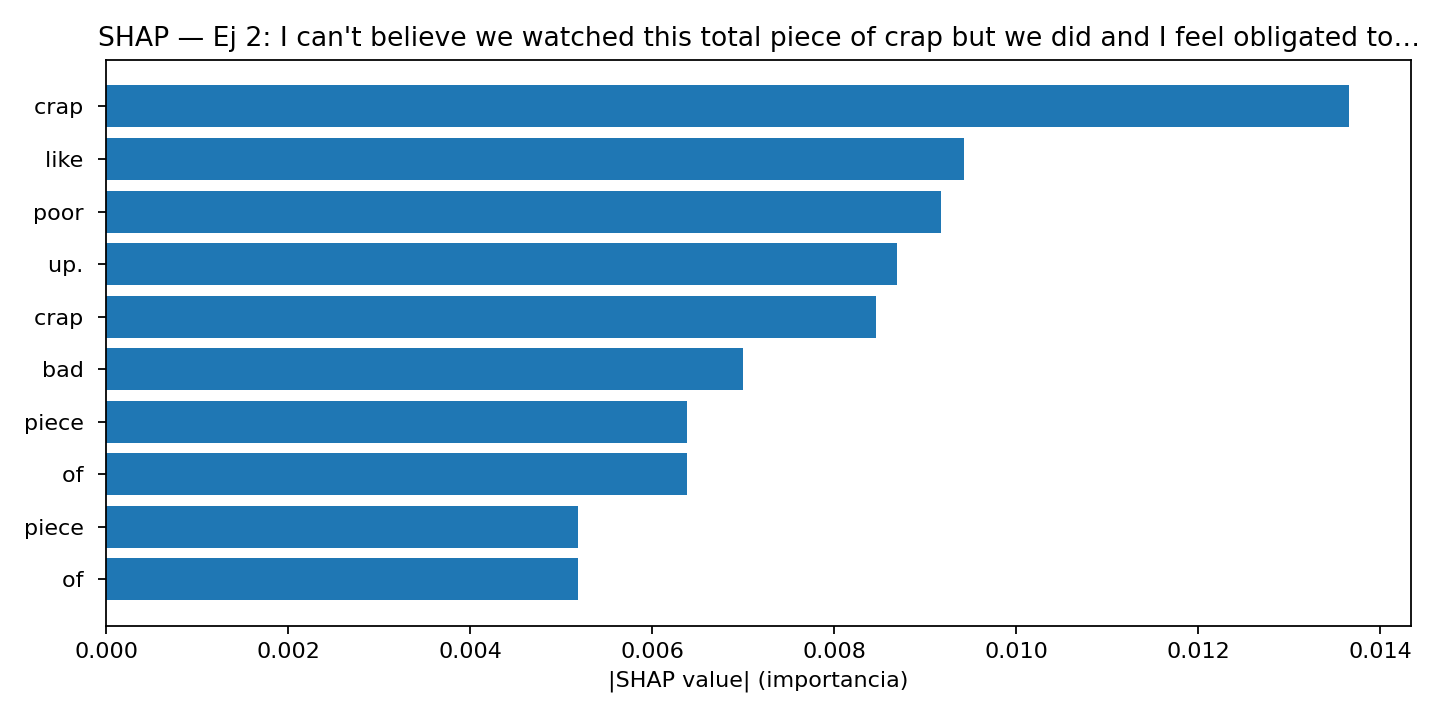 SHAP — Ej 2: I can't believe we watched this total piece of crap but we did and I feel obligated to...
crap
like
poor
up.
crap
bad
piece
of
piece
of
0.000 0.002 0.004 0.006 0.008 0.010 0.012 0.014
|SHAP value| (importancia)